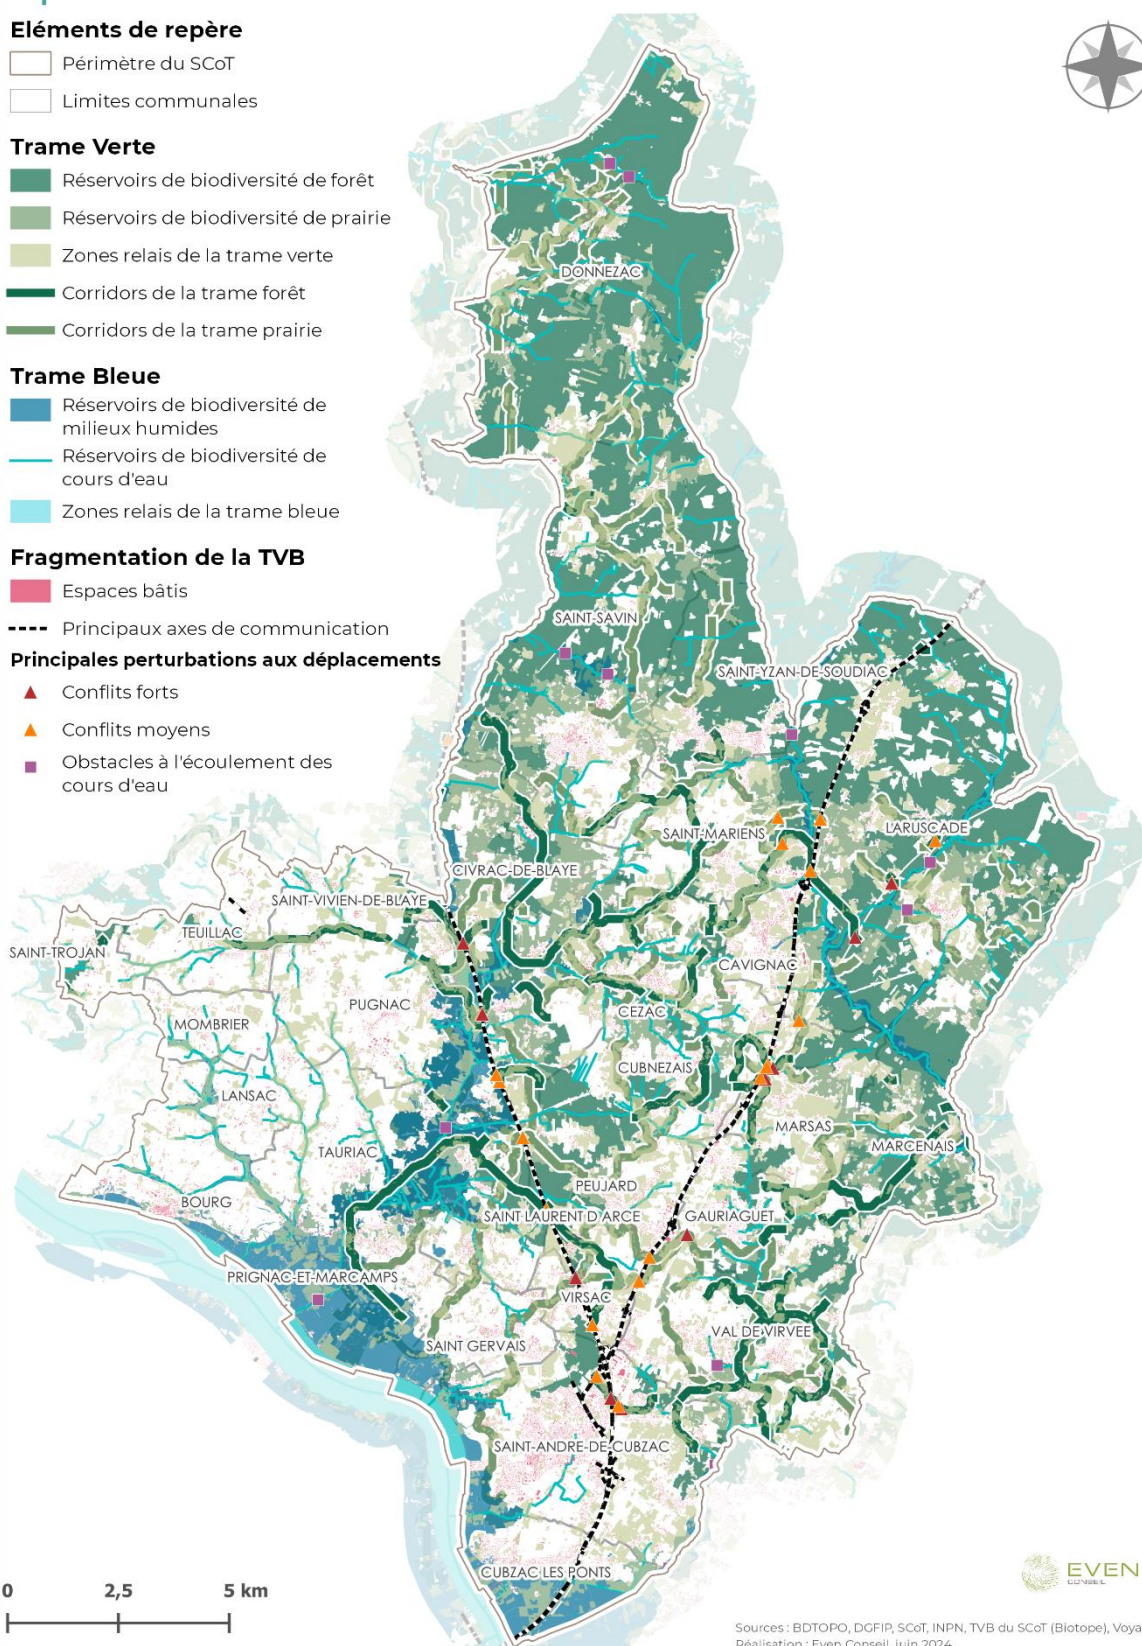 Eléments de repère
Périmètre du SCoT
Limites communales
Trame Verte
Réservoirs de biodiversité de forêt
Réservoirs de biodiversité de prairie
Zones relais de la trame verte
Corridors de la trame forêt
Corridors de la trame prairie
Trame Bleue
Réservoirs de biodiversité de
milieux humides
Réservoirs de biodiversité de
cours d'eau
Zones relais de la trame bleue
Fragmentation de la TVB
Espaces bâtis
Principaux axes de communication
Principales perturbations aux déplacements
Conflits forts
Conflits moyens
Obstacles à l'écoulement des
cours d'eau
DONNEZAC
SAINT-SAVIN
SAINT-YZAN-DE-SOUDIAC
SAINT-MARIENS
LARUSCADE
CIVRAC-DE-BLAYE
SAINT-VIVIEN-DE-BLAYE
TEUILLAC
SAINT-TROJAN
CAVIGNAC
PUGNAC
CEZAC
MOMBRIER
CUBNEZAIS
LANSAC
MARSAS
MARCENAIS
TAURIAC
PEUJARD
BOURG
SAINT LAURENT D ARCE
GAURIAGUET
PRIGNAC-ET-MARCAMPS
VIRSAC
VAL DE VIRVEE
SAINT GERVAIS
SAINT-ANDRE-DE-CUBZAC
CUBZAC LES PONTS
0 2,5 5 km
EVEN
CONSEIL
Sources : BDTOPO, DGFIP, SCoT, INPN, TVB du SCoT (Biotope), Voya
Réalisation : Even Conseil, juin 2024